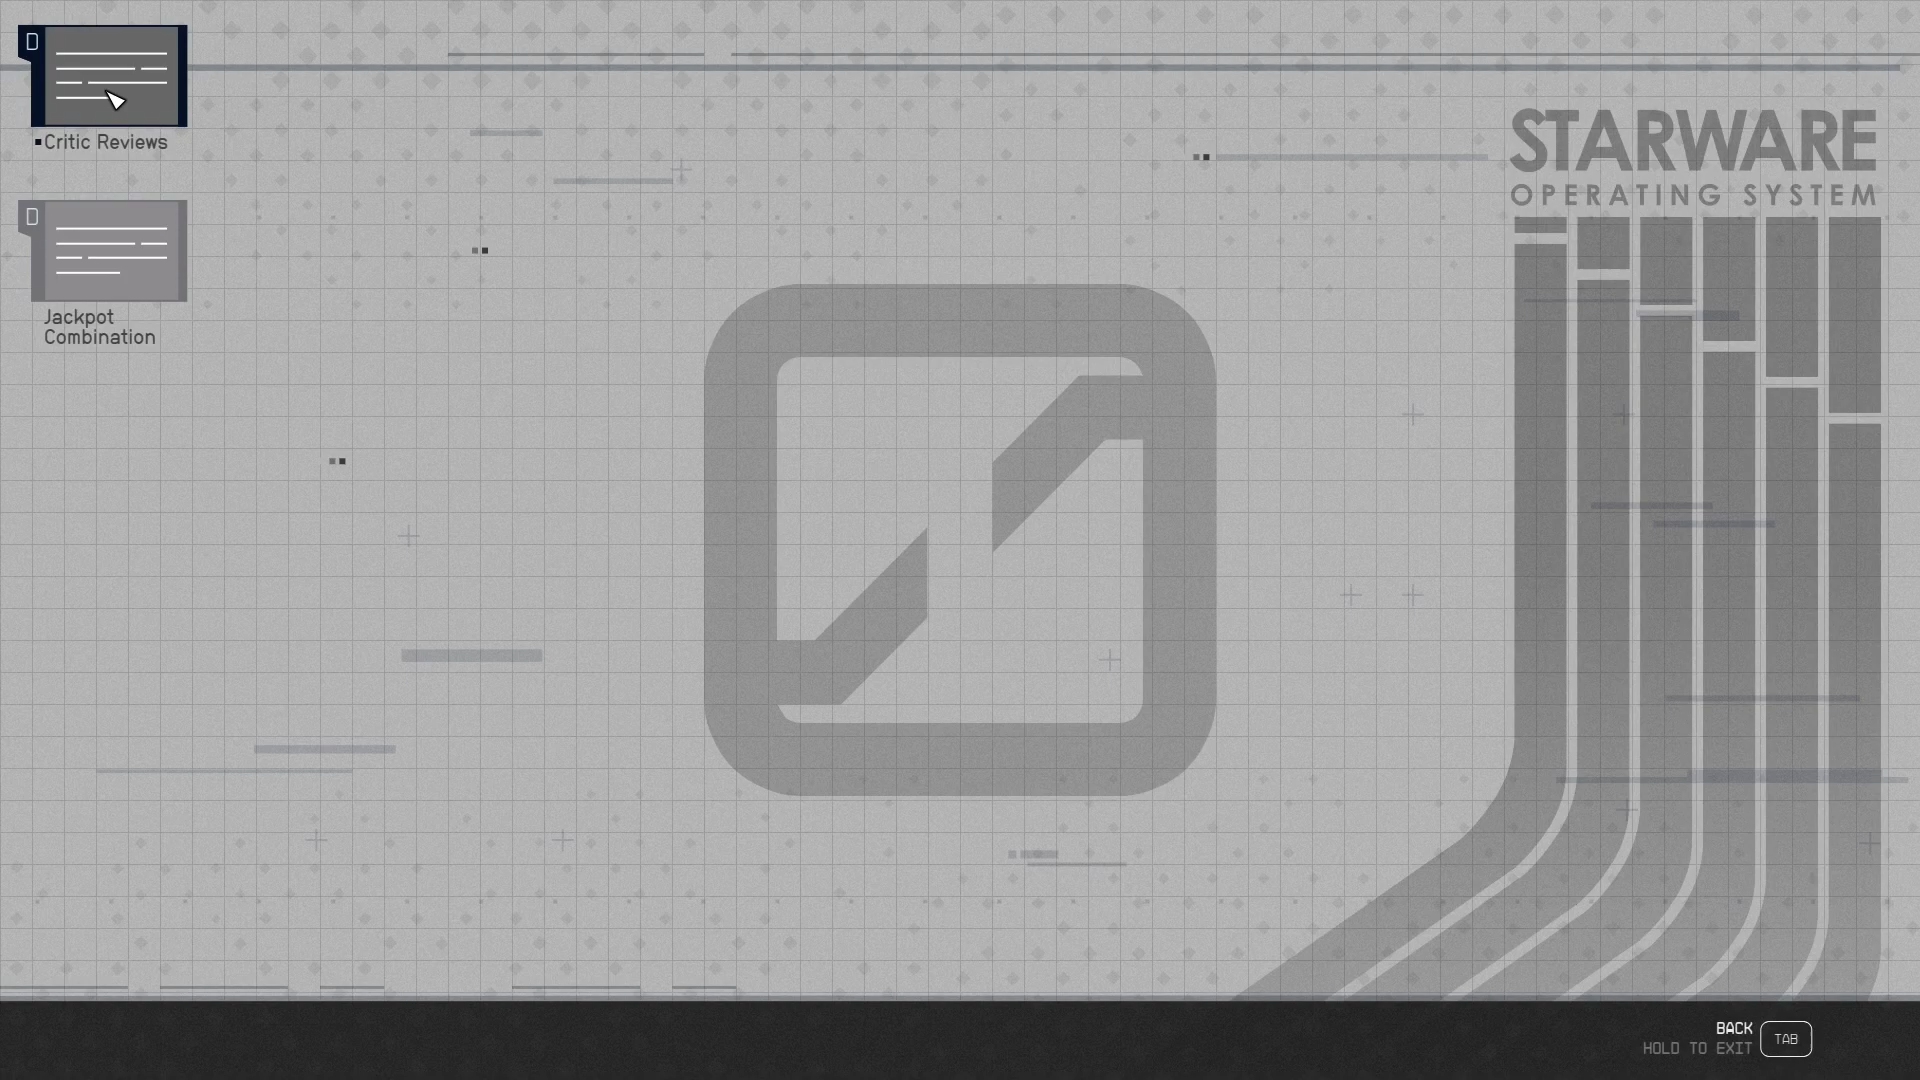 D
Critic Reviews
D
Jackpot
Combination
STARWARE
OPERATING SYSTEM
BACK
HOLD TO EXIT
TAB